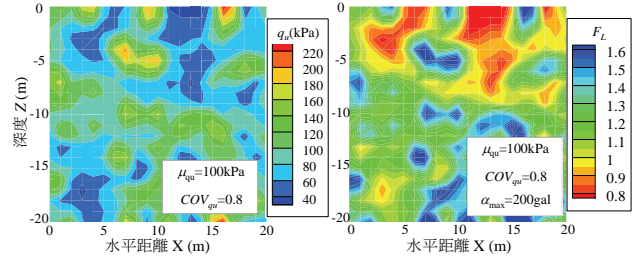 深度 Z (m)
0
-5
-10
-15
-20
0 5 10 15 20
水平距離 X (m)
μqu=100kPa
COVqu=0.8
qu(kPa)
220
200
180
160
140
120
100
80
60
40
0
-5
-10
-15
-20
0 5 10 15 20
水平距離 X (m)
μqu=100kPa
COVqu=0.8
αmax=200gal
FL
1.6
1.5
1.4
1.3
1.2
1.1
1
0.9
0.8